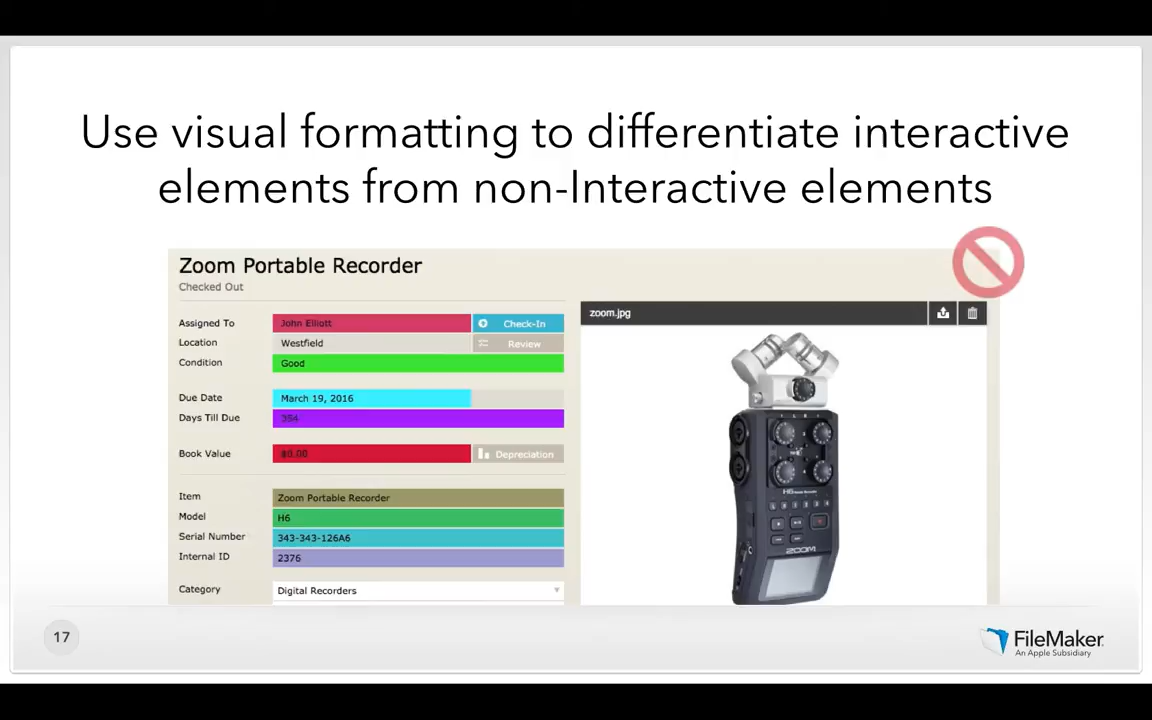 Use visual formatting to differentiate interactive
elements from non-Interactive elements
Zoom Portable Recorder
Checked Out
Assigned To John Elliott Check-In
Location Westfield Review
Condition Good
Due Date March 19, 2016
Days Till Due 354
Book Value Depreciation
Item Zoom Portable Recorder
Model H6
Serial Number 343-343-126A6
Internal ID 2376
Category Digital Recorders
zoom.jpg
H6
ZOOM
17
FileMaker
An Apple Subsidiary